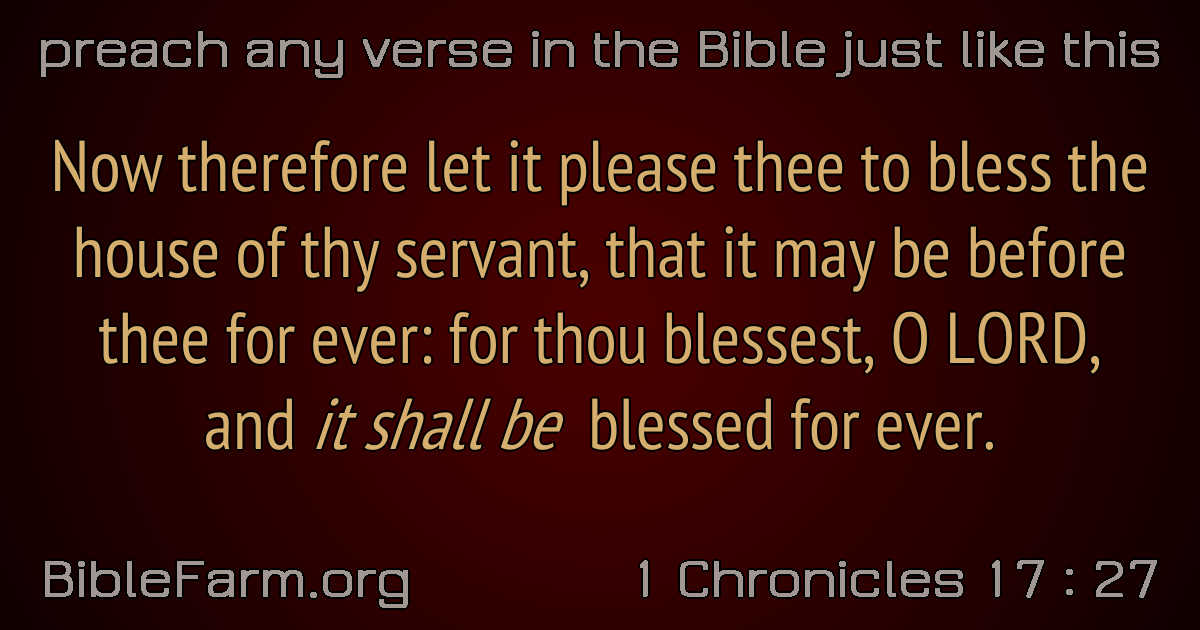 preach any verse in the Bible just like this
Now therefore let it please thee to bless the
house of thy servant, that it may be before
thee for ever: for thou blessest, O LORD,
and it shall be blessed for ever.
BibleFarm.org
1 Chronicles 17 : 27